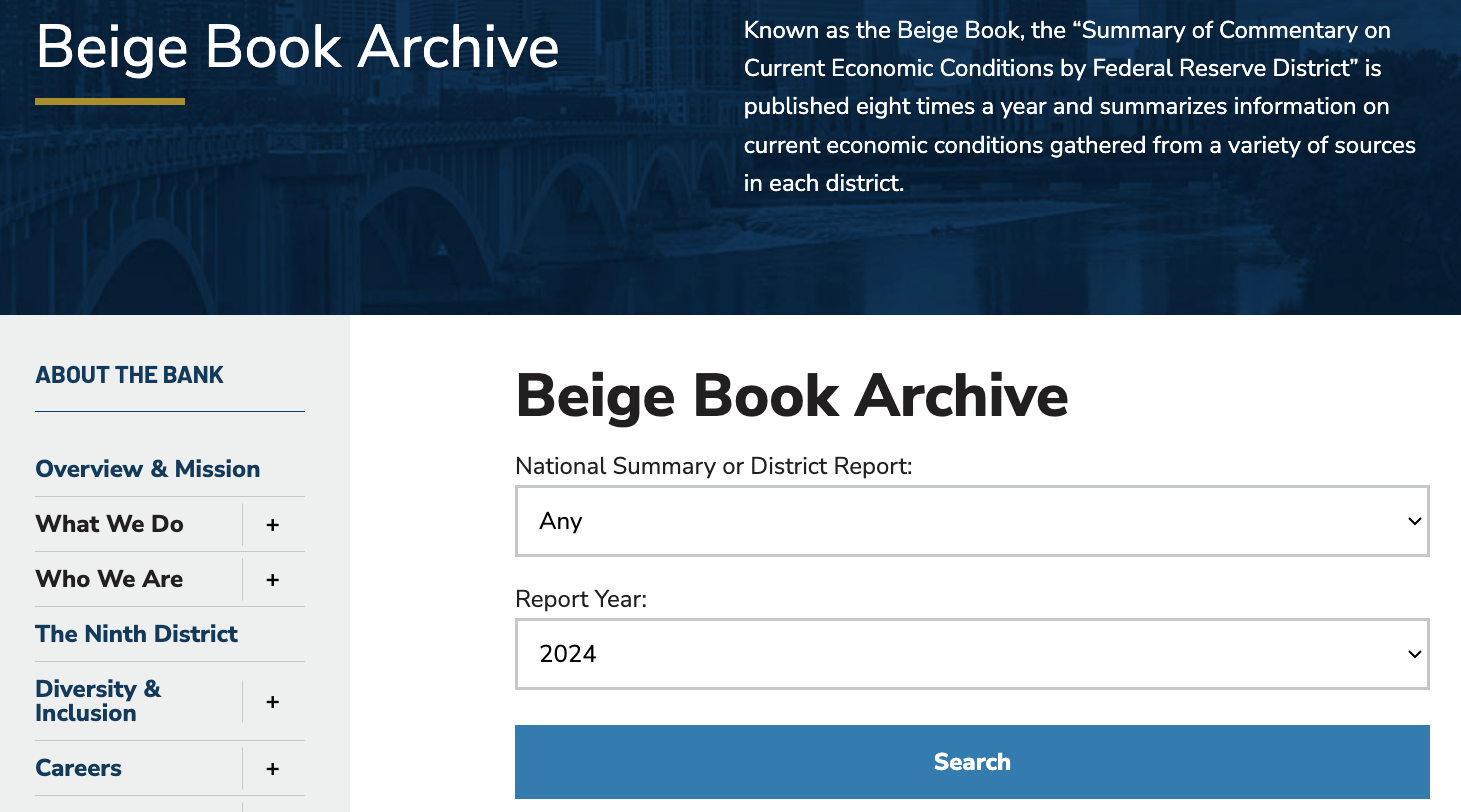 Beige Book Archive
Known as the Beige Book, the “Summary of Commentary on
Current Economic Conditions by Federal Reserve District” is
published eight times a year and summarizes information on
current economic conditions gathered from a variety of sources
in each district.
ABOUT THE BANK
Overview & Mission
What We Do +
Who We Are +
The Ninth District
Diversity &
Inclusion +
Careers +
Beige Book Archive
National Summary or District Report:
Any
Report Year:
2024
Search